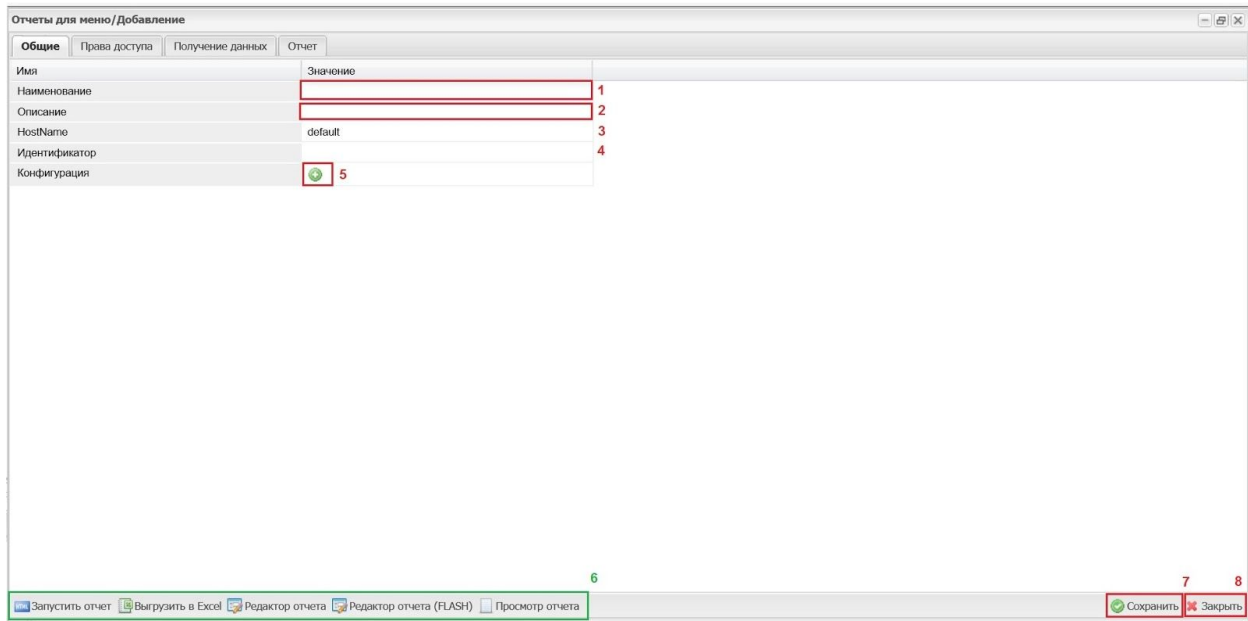 Отчеты для меню/Добавление
Общие Права доступа Получение данных Отчет
Имя Значение
Наименование 1
Описание 2
HostName default 3
Идентификатор 4
Конфигурация 5
6 7 8
HTML Запустить отчет Выгрузить в Excel Редактор отчета Редактор отчета (FLASH) Просмотр отчета Сохранить Закрыть